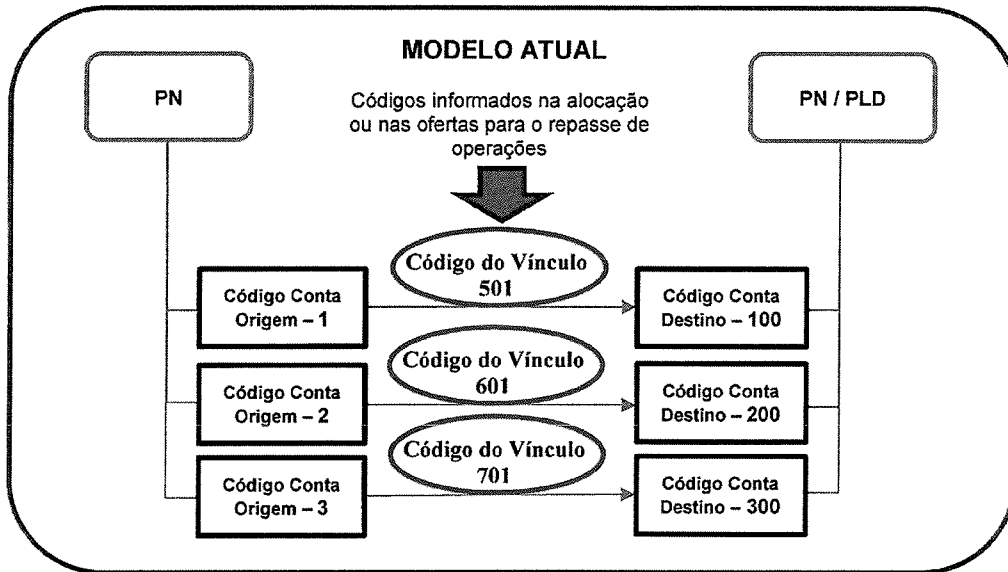 MODELO ATUAL
PN
Códigos informados na alocação
ou nas ofertas para o repasse de
operações
PN / PLD
Código do Vínculo
501
Código Conta
Origem – 1
Código Conta
Destino – 100
Código do Vínculo
601
Código Conta
Origem – 2
Código Conta
Destino – 200
Código do Vínculo
701
Código Conta
Origem – 3
Código Conta
Destino – 300